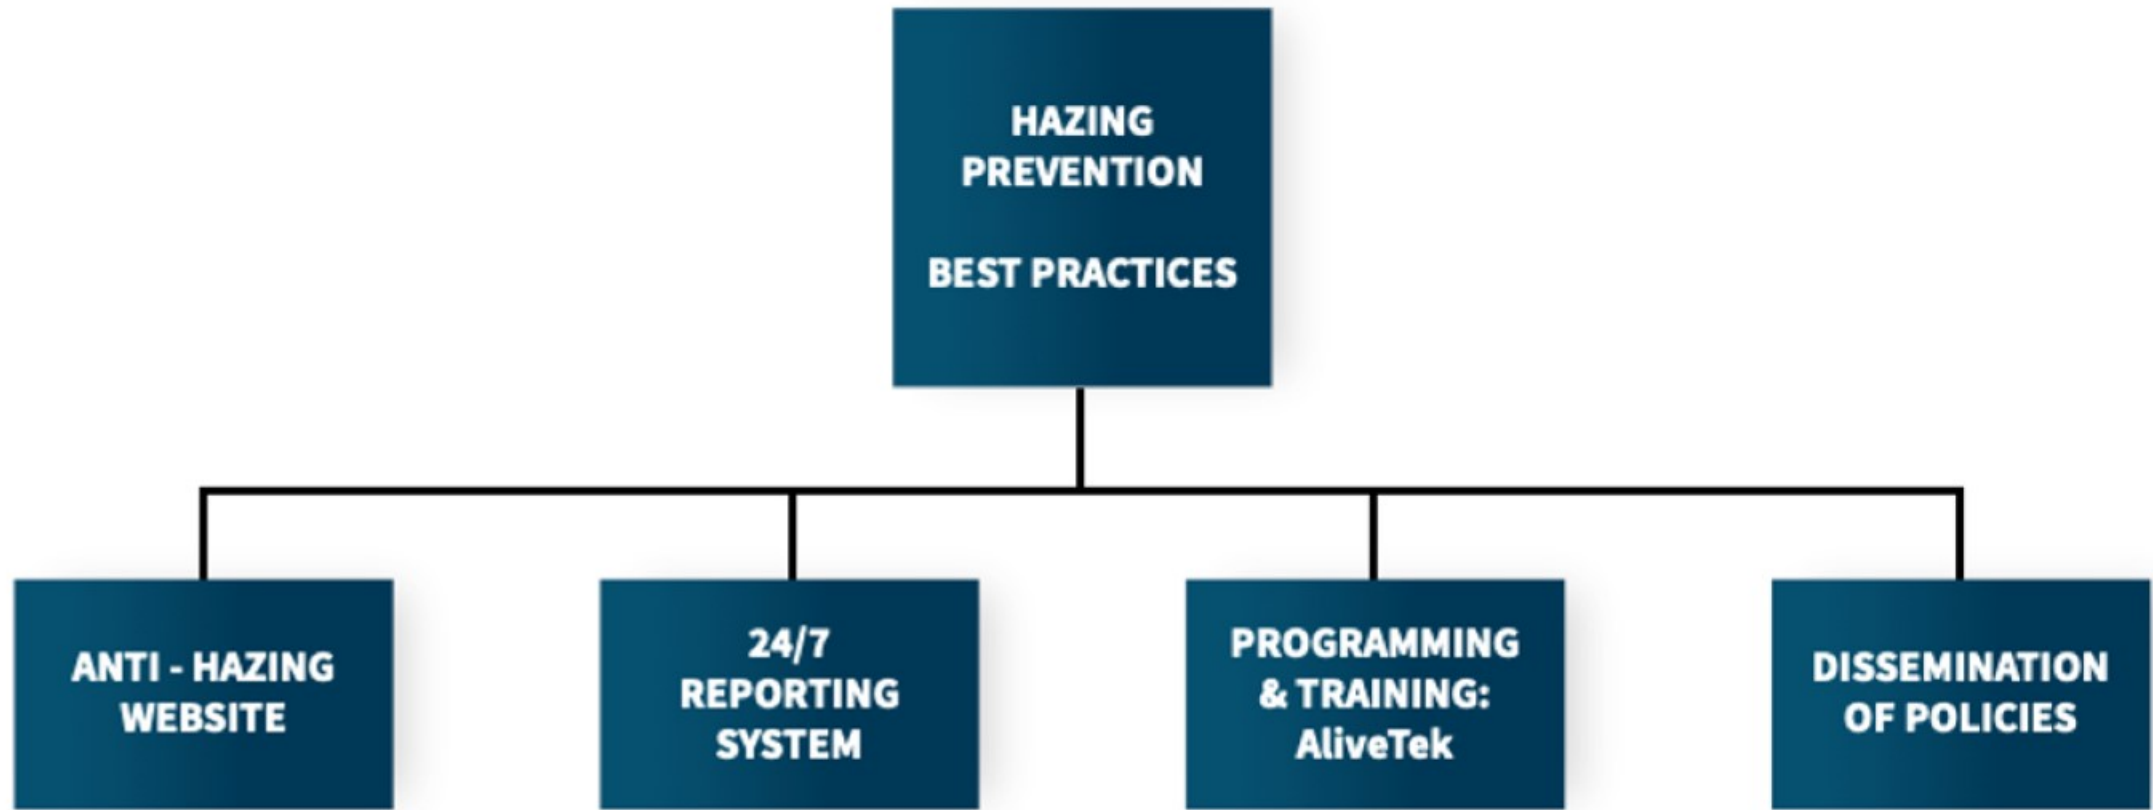 HAZING
PREVENTION
BEST PRACTICES
ANTI - HAZING
WEBSITE
24/7
REPORTING
SYSTEM
PROGRAMMING
& TRAINING:
AliveTek
DISSEMINATION
OF POLICIES